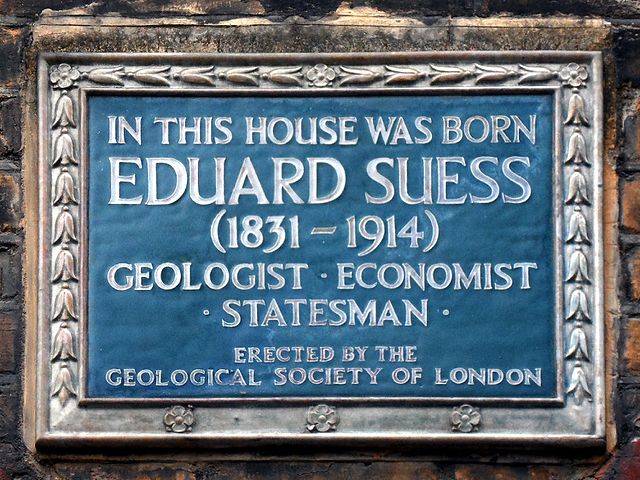 IN THIS HOUSE WAS BORN
EDUARD SUESS
(1831 – 1914)
GEOLOGIST · ECONOMIST
· STATESMAN ·
ERECTED BY THE
GEOLOGICAL SOCIETY OF LONDON